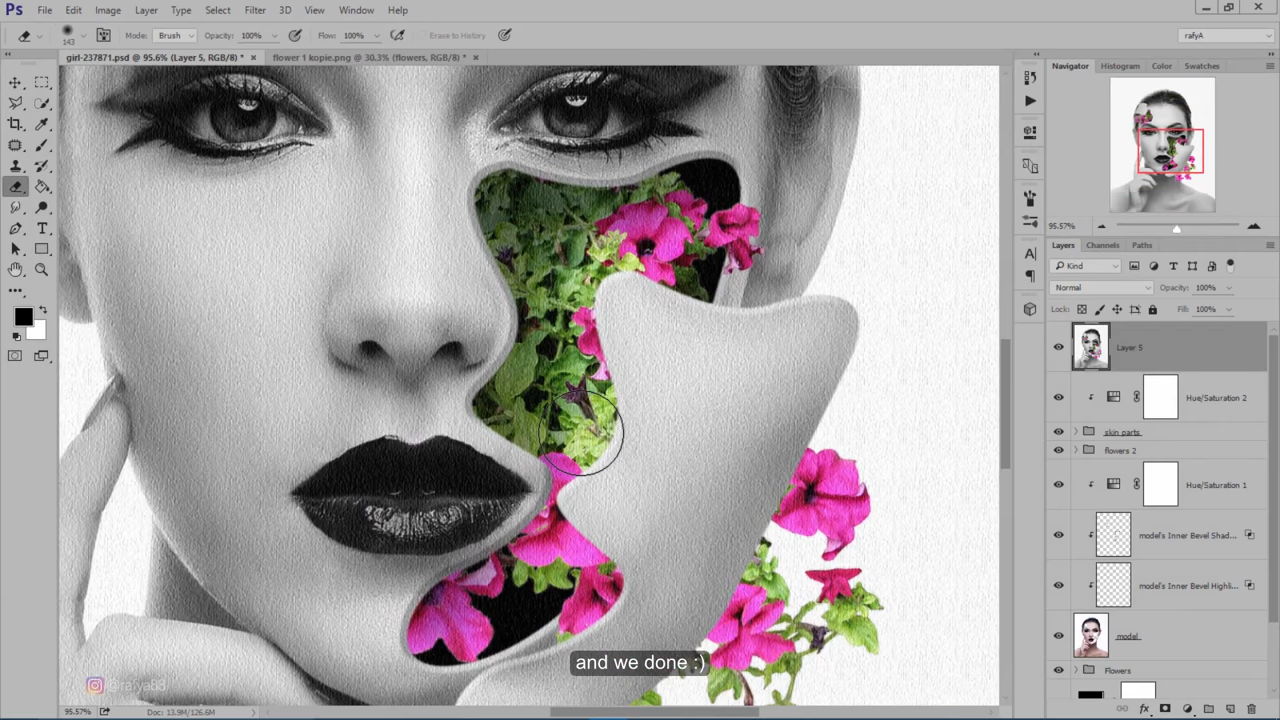 Ps File Edit Image Layer Type Select Filter 3D View Window Help
143 Mode: Brush Opacity: 100% Flow: 100% Erase to History rafyA
girl-237871.psd @ 95.6% (Layer 5, RGB/8) * × flower 1 kopie.png @ 30.3% (flowers, RGB/8) * ×
Navigator Histogram Color Swatches
95.57%
Layers Channels Paths
Kind
Normal Opacity: 100%
Lock: Fill: 100%
Layer 5
Hue/Saturation 2
skin parts
flowers 2
Hue/Saturation 1
model's Inner Bevel Shad...
model's Inner Bevel Highli...
model
Flowers
and we done :)
@rafyA
95.57% Doc: 13.9M/126.6M
fx